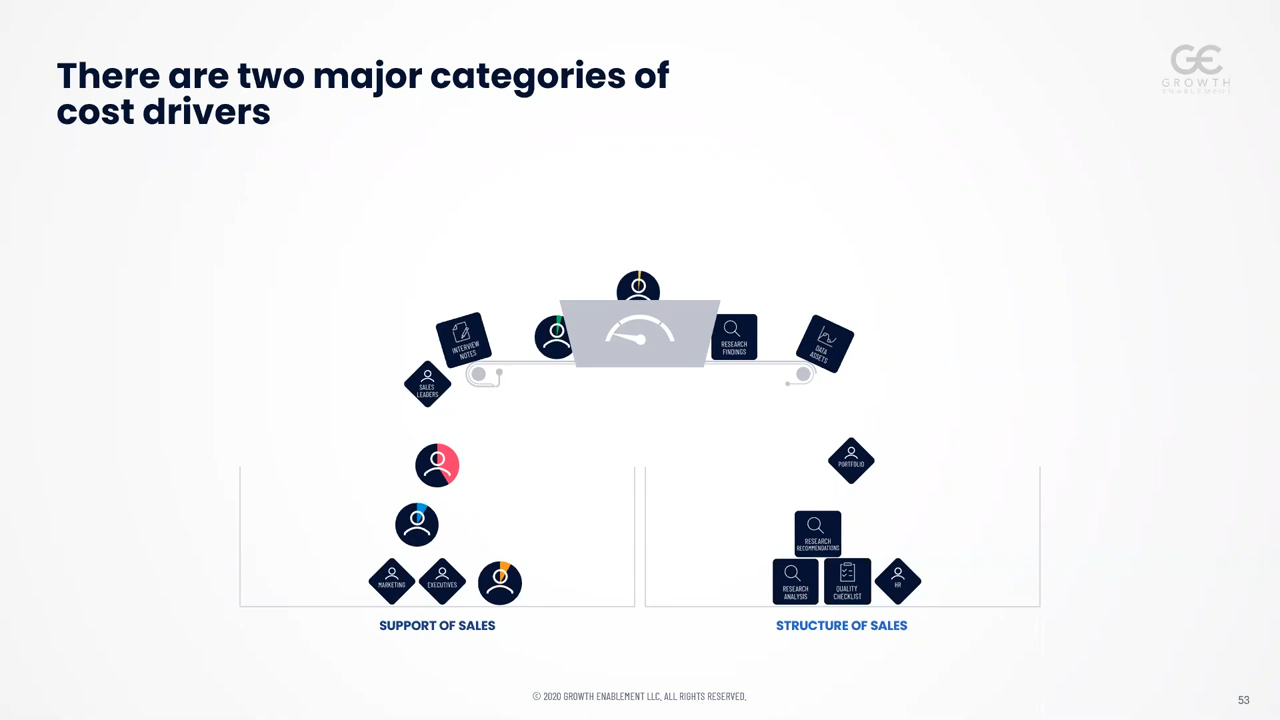 There are two major categories of
cost drivers
GE
GROWTH
ENABLEMENT
INTERVIEW
NOTES
RESEARCH
FINDINGS
DATA
ASSETS
SALES
LEADERS
PORTFOLIO
RESEARCH
RECOMMENDATIONS
MARKETING
EXECUTIVES
RESEARCH
ANALYSIS
QUALITY
CHECKLIST
HR
SUPPORT OF SALES
STRUCTURE OF SALES
© 2020 GROWTH ENABLEMENT LLC. ALL RIGHTS RESERVED.
53